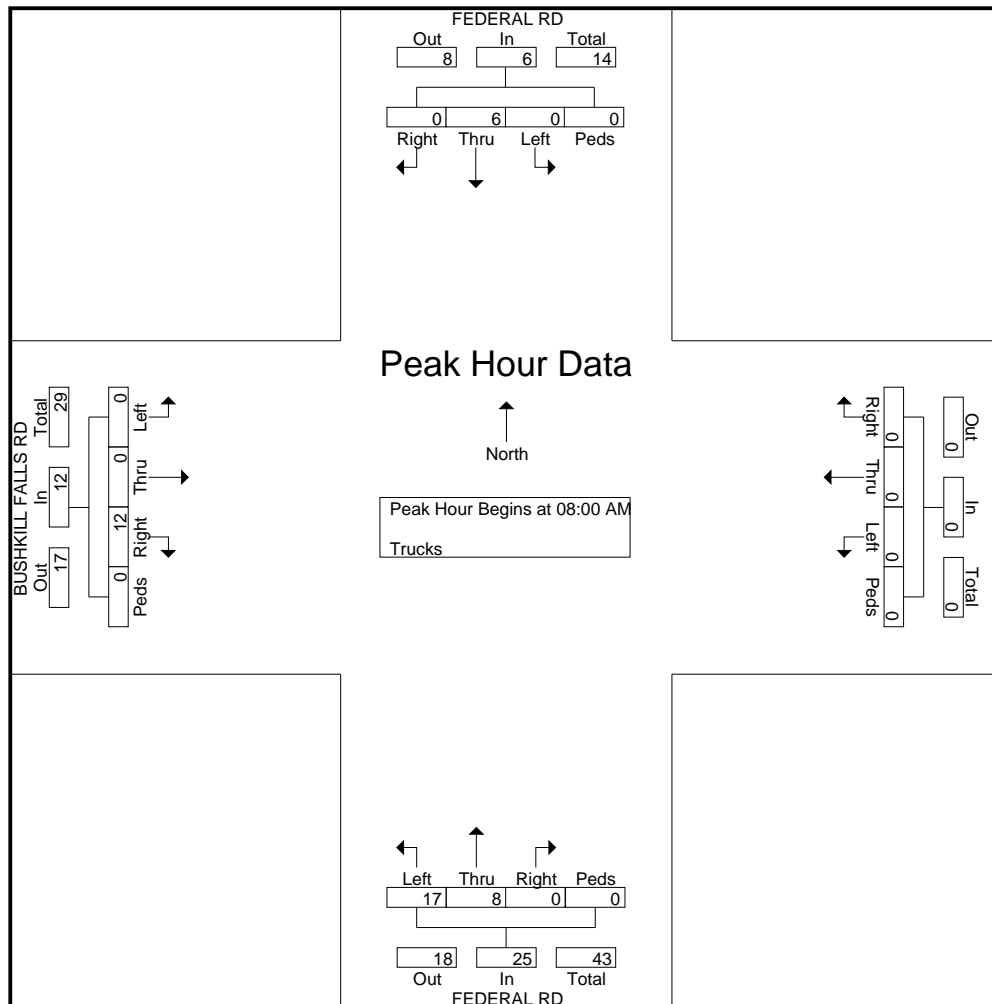 FEDERAL RD
Out In Total
8 6 14
0 6 0 0
Right Thru Left Peds
Peak Hour Data
North
Peak Hour Begins at 08:00 AM
Trucks
BUSHKILL FALLS RD
Out In Total
17 12 29
0 12 0 0
Peds Right Thru Left
Out In Total
0 0 0
0 0 0 0
Right Thru Left Peds
Left Thru Right Peds
17 8 0 0
18 25 43
Out In Total
FEDERAL RD